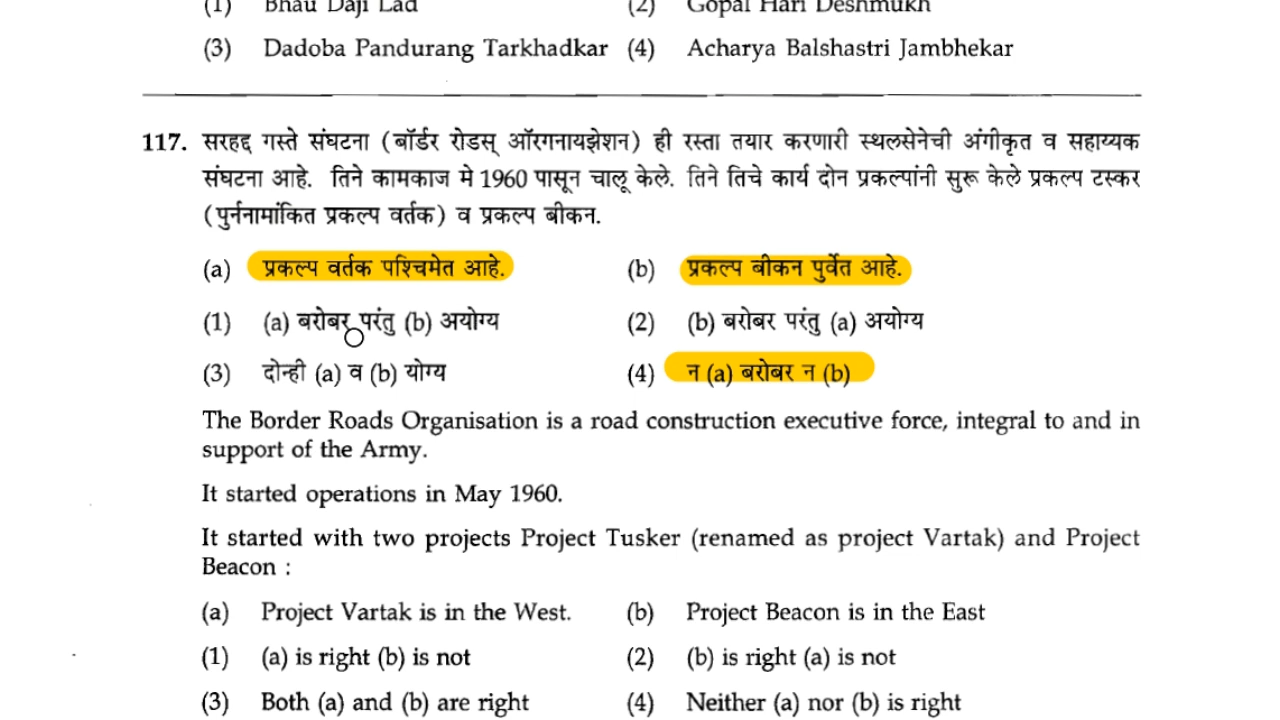 (1) Bhau Daji Lad (2) Gopal Hari Deshmukh
(3) Dadoba Pandurang Tarkhadkar (4) Acharya Balshastri Jambhekar
117. सरहद्द गस्ते संघटना (बॉर्डर रोडस् ऑरगनायझेशन) ही रस्ता तयार करणारी स्थलसेनेची अंगीकृत व सहाय्यक
संघटना आहे. तिने कामकाज मे 1960 पासून चालू केले. तिने तिचे कार्य दोन प्रकल्पांनी सुरू केले प्रकल्प टस्कर
(पुर्ननामांकित प्रकल्प वर्तक) व प्रकल्प बीकन.
(a) प्रकल्प वर्तक पश्चिमेत आहे. (b) प्रकल्प बीकन पुर्वेत आहे.
(1) (a) बरोबर परंतु (b) अयोग्य (2) (b) बरोबर परंतु (a) अयोग्य
(3) दोन्ही (a) व (b) योग्य (4) न (a) बरोबर न (b)
The Border Roads Organisation is a road construction executive force, integral to and in
support of the Army.
It started operations in May 1960.
It started with two projects Project Tusker (renamed as project Vartak) and Project
Beacon :
(a) Project Vartak is in the West. (b) Project Beacon is in the East
(1) (a) is right (b) is not (2) (b) is right (a) is not
(3) Both (a) and (b) are right (4) Neither (a) nor (b) is right